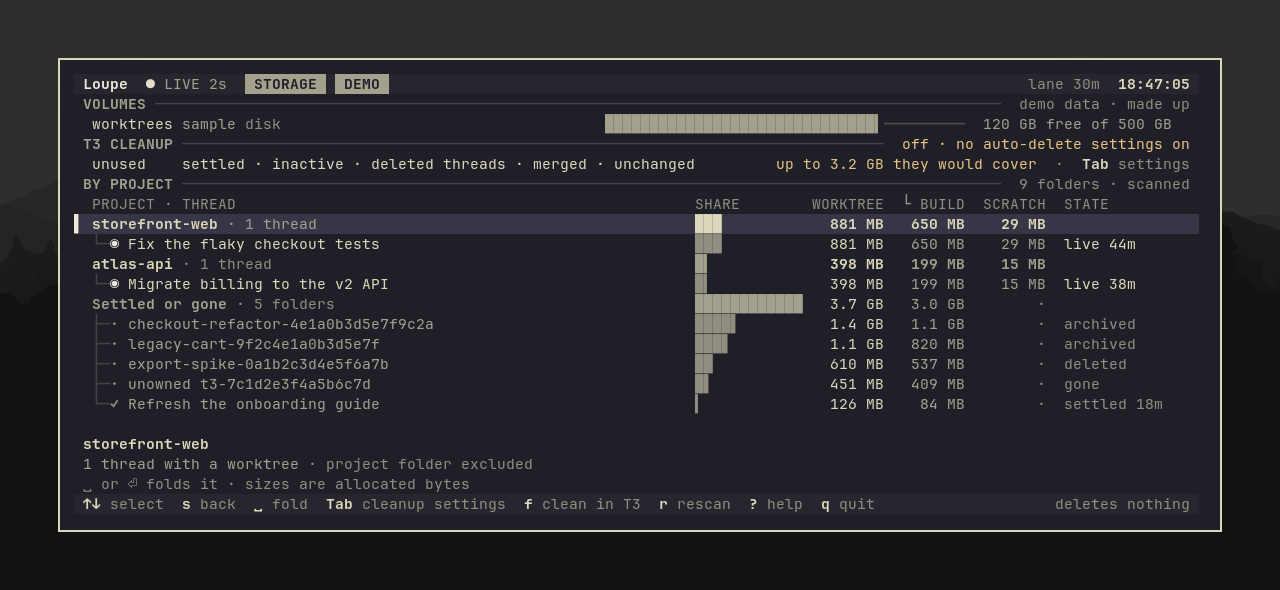 Loupe ● LIVE 2s STORAGE DEMO lane 30m 18:47:05
VOLUMES demo data · made up
worktrees sample disk 120 GB free of 500 GB
T3 CLEANUP off · no auto-delete settings on
unused settled · inactive · deleted threads · merged · unchanged up to 3.2 GB they would cover · Tab settings
BY PROJECT 9 folders · scanned
PROJECT · THREAD SHARE WORKTREE └ BUILD SCRATCH STATE
storefront-web · 1 thread 881 MB 650 MB 29 MB
└─◉ Fix the flaky checkout tests 881 MB 650 MB 29 MB live 44m
atlas-api · 1 thread 398 MB 199 MB 15 MB
└─◉ Migrate billing to the v2 API 398 MB 199 MB 15 MB live 38m
Settled or gone · 5 folders 3.7 GB 3.0 GB ·
├─· checkout-refactor-4e1a0b3d5e7f9c2a 1.4 GB 1.1 GB · archived
├─· legacy-cart-9f2c4e1a0b3d5e7f 1.1 GB 820 MB · archived
├─· export-spike-0a1b2c3d4e5f6a7b 610 MB 537 MB · deleted
├─· unowned t3-7c1d2e3f4a5b6c7d 451 MB 409 MB · gone
└─✓ Refresh the onboarding guide 126 MB 84 MB · settled 18m
storefront-web
1 thread with a worktree · project folder excluded
␣ or ⏎ folds it · sizes are allocated bytes
↑↓ select s back ␣ fold Tab cleanup settings f clean in T3 r rescan ? help q quit deletes nothing